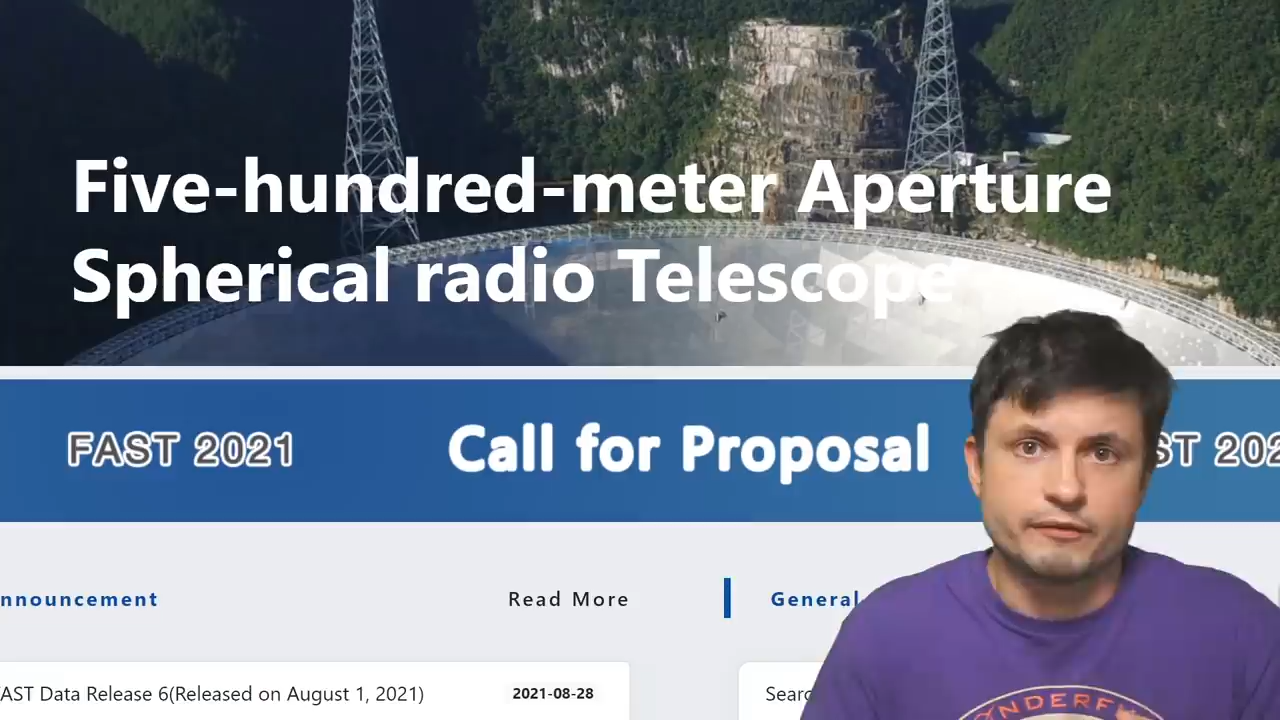 Five-hundred-meter Aperture
Spherical radio Telescope
FAST 2021
Call for Proposal
nnouncement
Read More
General
AST Data Release 6(Released on August 1, 2021)
2021-08-28